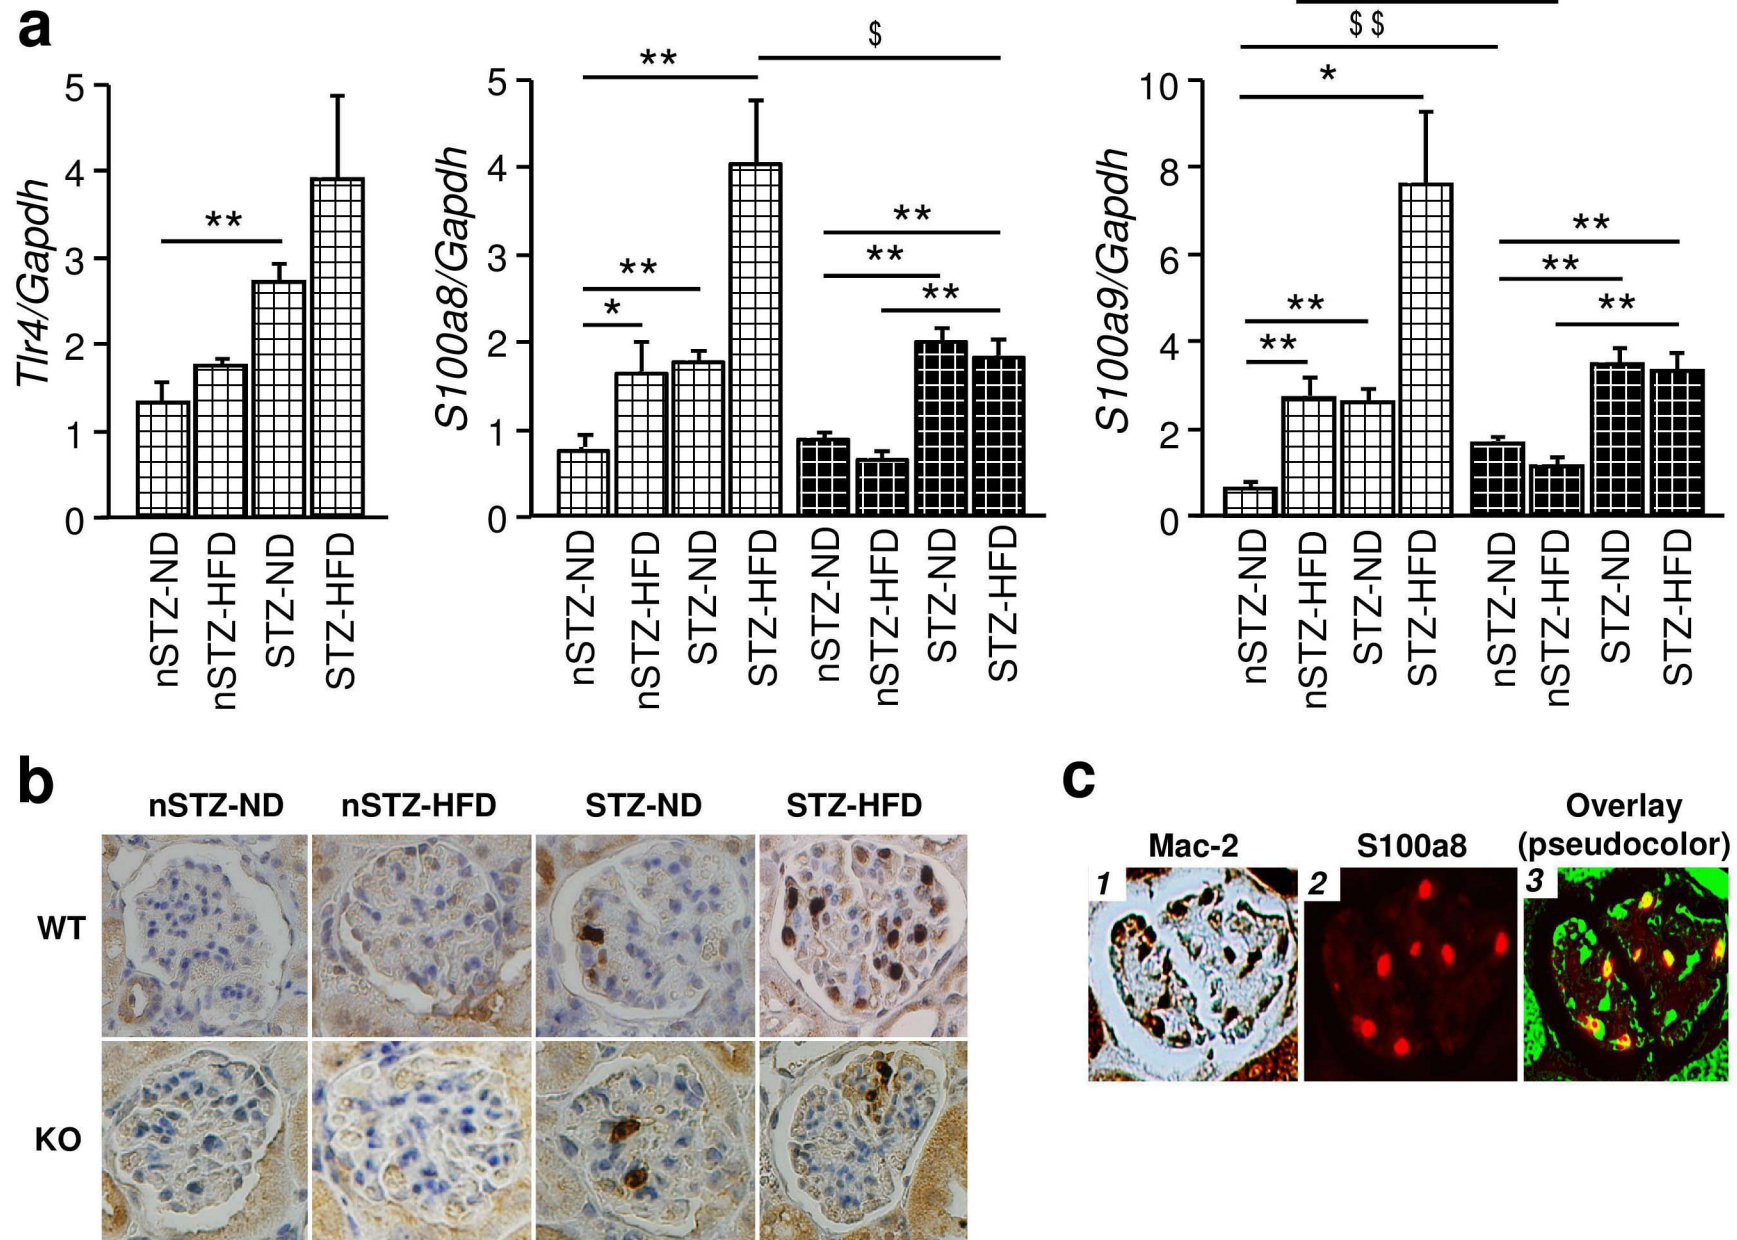 a
Tlr4/Gapdh
5
4
3
2
1
0
**
nSTZ-ND
nSTZ-HFD
STZ-ND
STZ-HFD
S100a8/Gapdh
5
4
3
2
1
0
**
$
**
*
**
**
**
nSTZ-ND
nSTZ-HFD
STZ-ND
STZ-HFD
nSTZ-ND
nSTZ-HFD
STZ-ND
STZ-HFD
S100a9/Gapdh
10
8
6
4
2
0
$ $
*
**
**
**
**
**
nSTZ-ND
nSTZ-HFD
STZ-ND
STZ-HFD
nSTZ-ND
nSTZ-HFD
STZ-ND
STZ-HFD
b
nSTZ-ND nSTZ-HFD STZ-ND STZ-HFD
WT
KO
c
Mac-2
S100a8
Overlay
(pseudocolor)
1
2
3